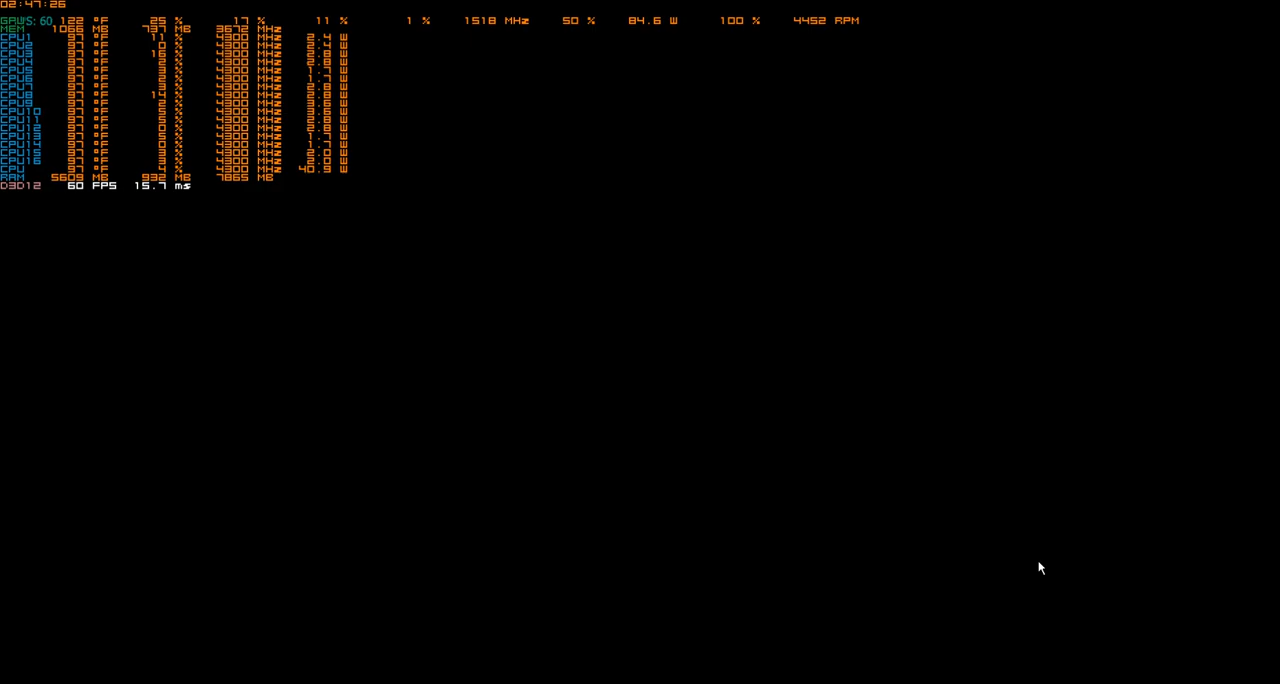 02:47:26
GPU S: 60 122 °F 25 % 17 % 11 % 1 % 1518 MHz 50 % 84.6 W 100 % 4452 RPM
MEM 1066 MB 737 MB 3672 MHz
CPU1 97 °F 11 % 4300 MHz 2.4 W
CPU2 97 °F 0 % 4300 MHz 2.4 W
CPU3 97 °F 16 % 4300 MHz 2.8 W
CPU4 97 °F 2 % 4300 MHz 2.8 W
CPU5 97 °F 3 % 4300 MHz 1.7 W
CPU6 97 °F 2 % 4300 MHz 1.7 W
CPU7 97 °F 3 % 4300 MHz 2.8 W
CPU8 97 °F 14 % 4300 MHz 2.8 W
CPU9 97 °F 2 % 4300 MHz 3.6 W
CPU10 97 °F 5 % 4300 MHz 3.6 W
CPU11 97 °F 5 % 4300 MHz 2.8 W
CPU12 97 °F 0 % 4300 MHz 2.8 W
CPU13 97 °F 5 % 4300 MHz 1.7 W
CPU14 97 °F 0 % 4300 MHz 1.7 W
CPU15 97 °F 3 % 4300 MHz 2.0 W
CPU16 97 °F 3 % 4300 MHz 2.0 W
CPU 97 °F 4 % 4300 MHz 40.9 W
RAM 5609 MB 932 MB 7865 MB
D3D12 60 FPS 15.7 ms